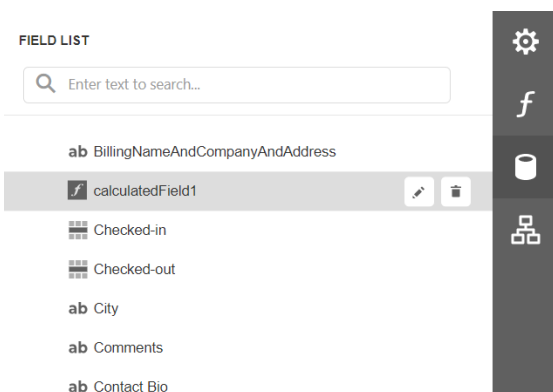 FIELD LIST
Enter text to search...
f
ab BillingNameAndCompanyAndAddress
f calculatedField1
Checked-in
Checked-out
ab City
ab Comments
ab Contact Bio